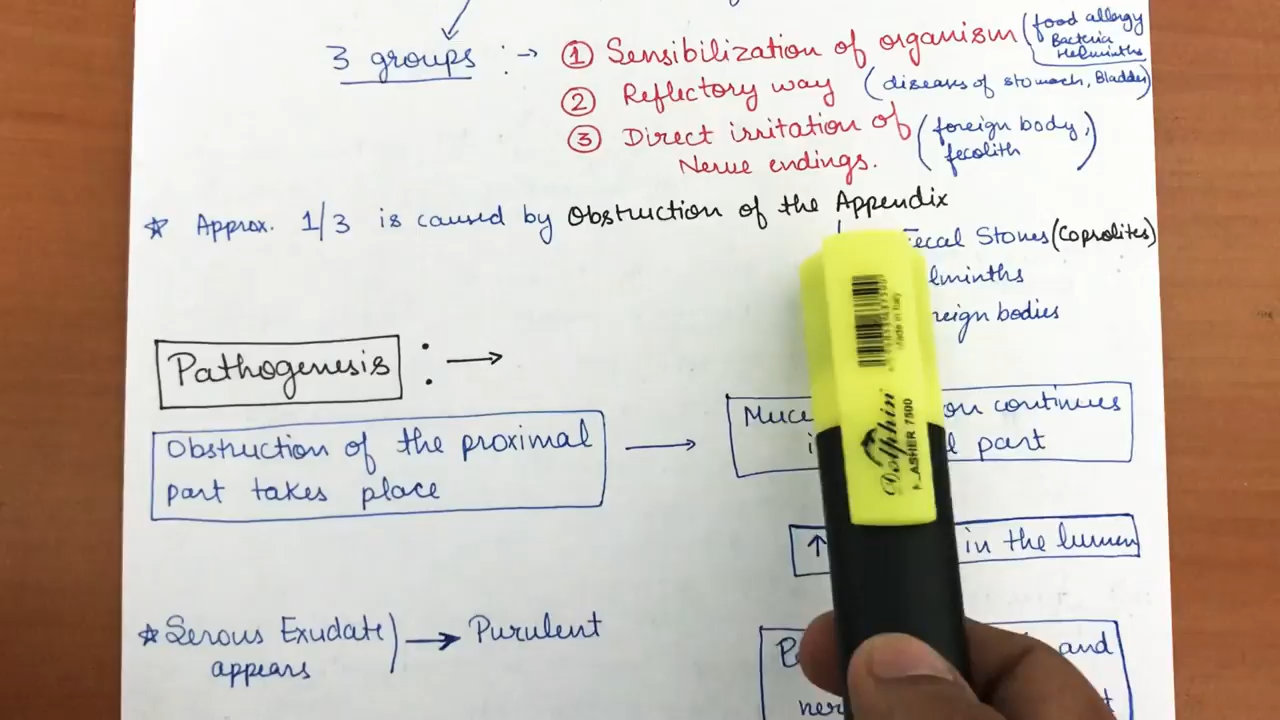 3 groups :→ ① Sensibilization of organism (food allergy
Bacteria
Helminths
② Reflectory way (diseases of stomach, Bladder)
③ Direct irritation of (foreign body,
Nerve endings. fecolith)
☆ Approx. 1/3 is caused by Obstruction of the Appendix
Fecal Stones (Coprolites)
lminths
reign bodies
Pathogenesis : →
Obstruction of the proximal
part takes place
→
Muco on continues
i part
↑ in the lumen
☆ Serous Exudate) → Purulent
appears
and
ner
Dolphin
FLASHER 7500
Made in Italy